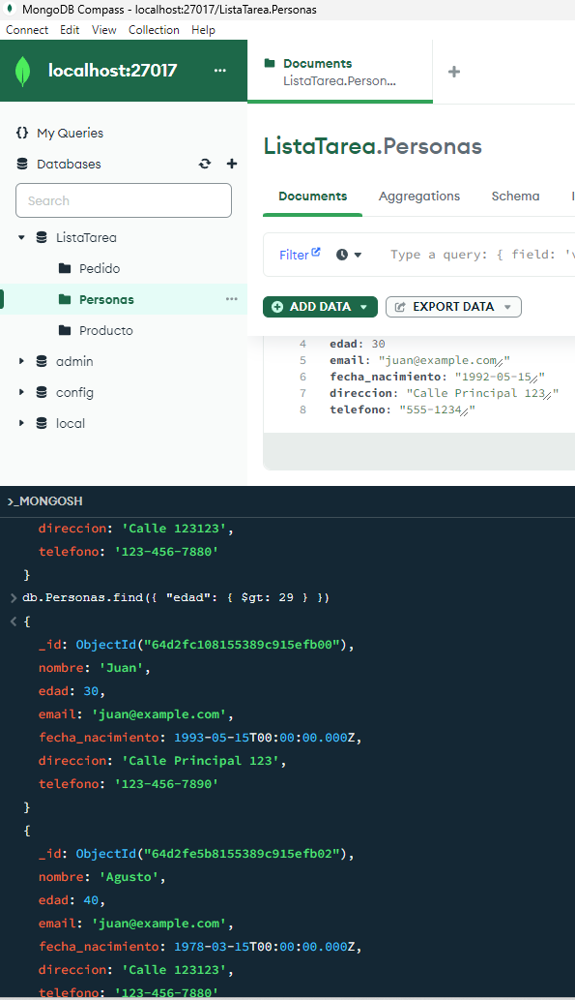 MongoDB Compass - localhost:27017/ListaTarea.Personas
Connect Edit View Collection Help
localhost:27017 ...
Documents
ListaTarea.Person...
+
{} My Queries
Databases
Search
ListaTarea
Pedido
Personas ...
Producto
admin
config
local
ListaTarea.Personas
Documents Aggregations Schema
Filter Type a query: { field: '
ADD DATA EXPORT DATA
4 edad: 30
5 email: "juan@example.com"
6 fecha_nacimiento: "1992-05-15"
7 direccion: "Calle Principal 123"
8 telefono: "555-1234"
>_MONGOSH
direccion: 'Calle 123123',
telefono: '123-456-7880'
}
> db.Personas.find({ "edad": { $gt: 29 } })
< {
_id: ObjectId("64d2fc108155389c915efb00"),
nombre: 'Juan',
edad: 30,
email: 'juan@example.com',
fecha_nacimiento: 1993-05-15T00:00:00.000Z,
direccion: 'Calle Principal 123',
telefono: '123-456-7890'
}
{
_id: ObjectId("64d2fe5b8155389c915efb02"),
nombre: 'Agusto',
edad: 40,
email: 'juan@example.com',
fecha_nacimiento: 1978-03-15T00:00:00.000Z,
direccion: 'Calle 123123',
telefono: '123-456-7880'